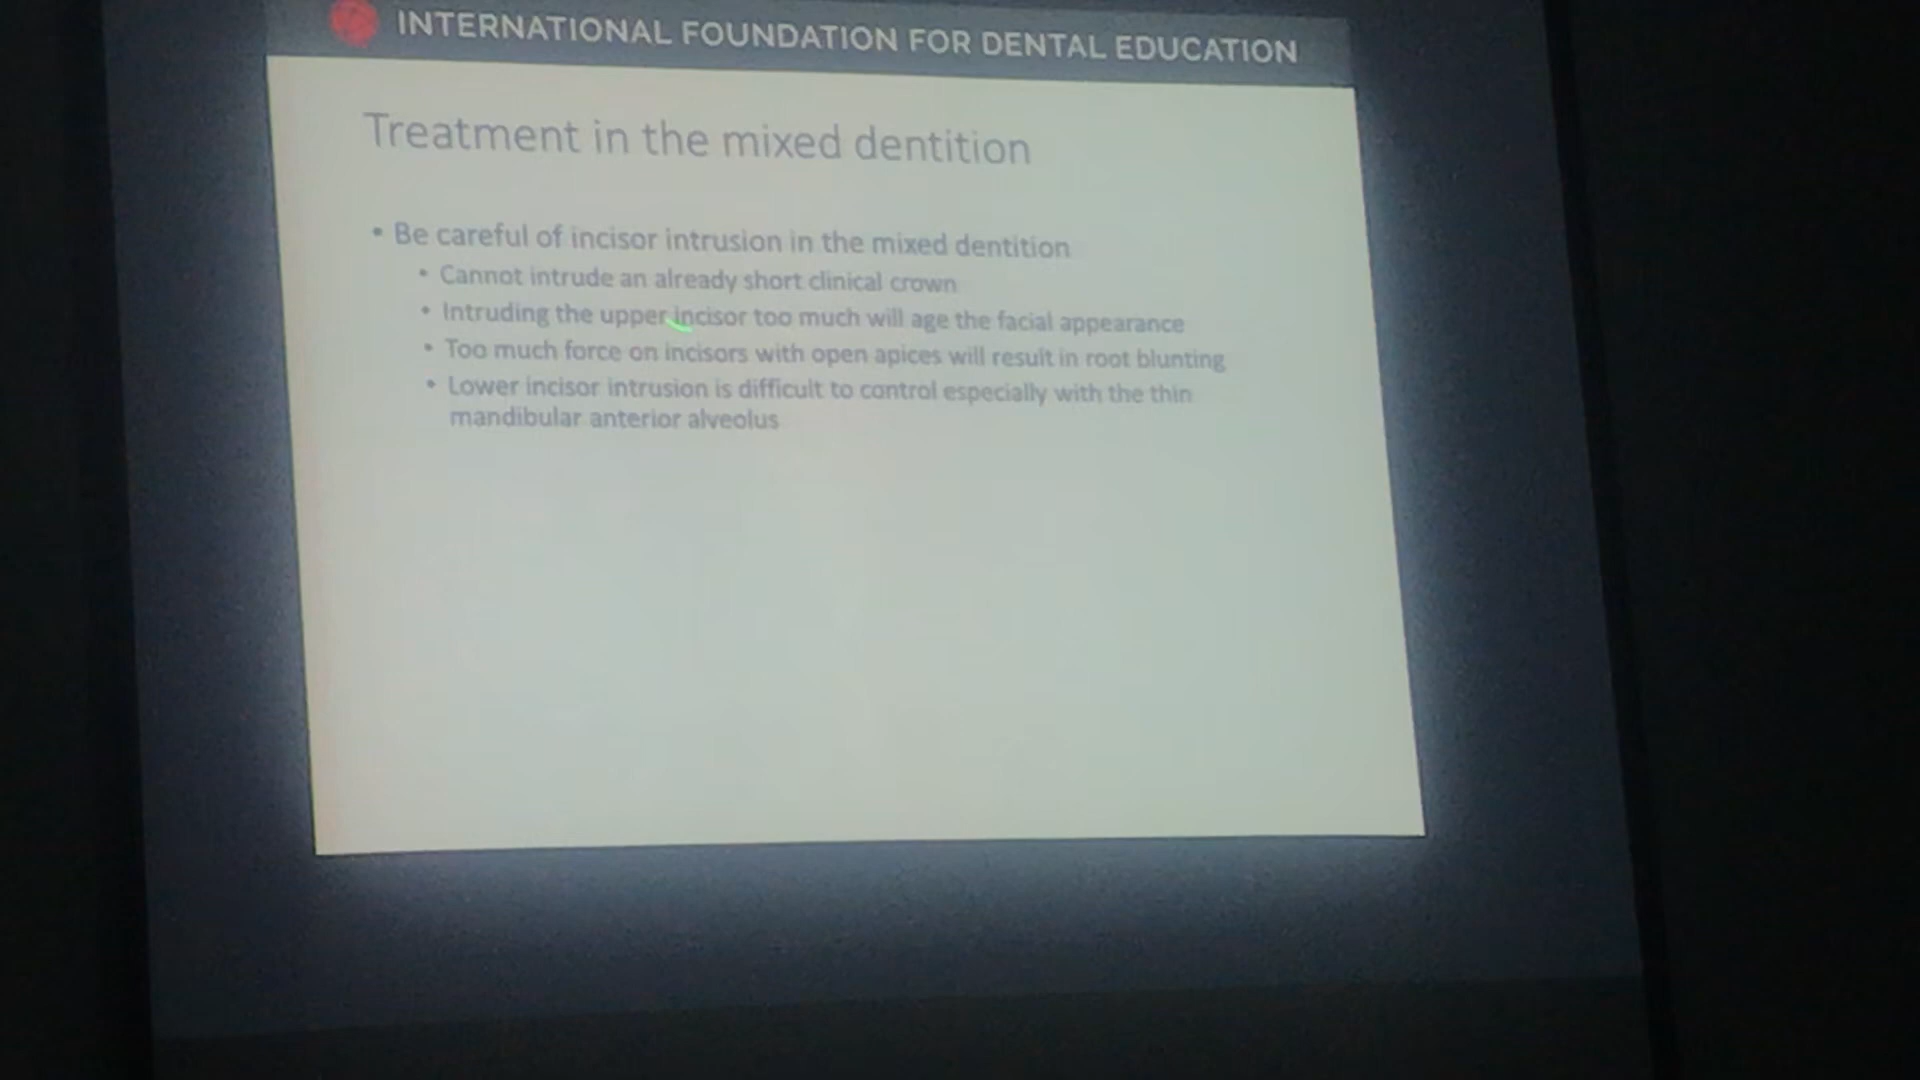 INTERNATIONAL FOUNDATION FOR DENTAL EDUCATION
Treatment in the mixed dentition
• Be careful of incisor intrusion in the mixed dentition
• Cannot intrude an already short clinical crown
• Intruding the upper incisor too much will age the facial appearance
• Too much force on incisors with open apices will result in root blunting
• Lower incisor intrusion is difficult to control especially with the thin
mandibular anterior alveolus